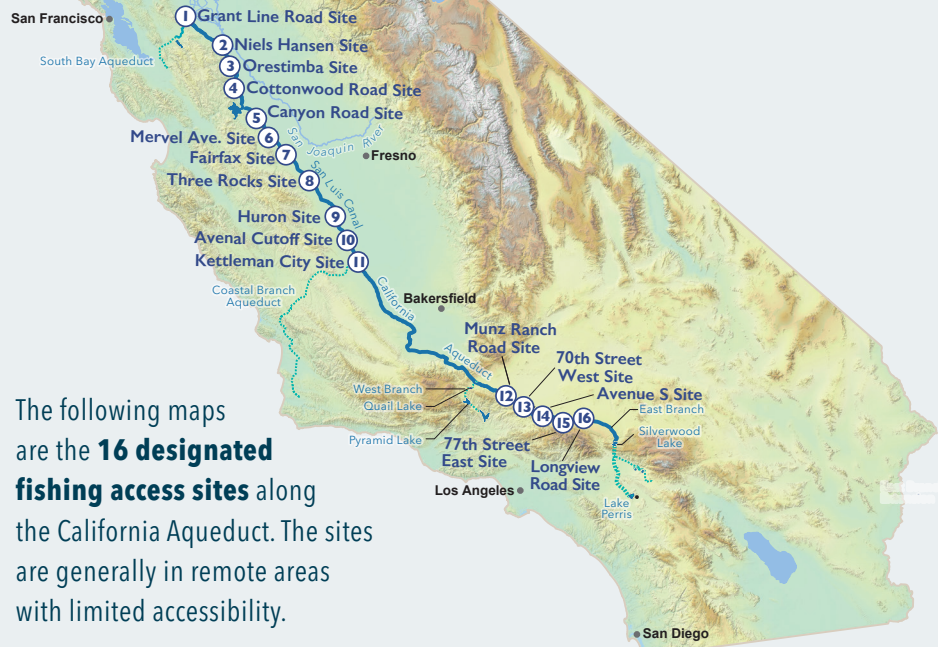 San Francisco
1 Grant Line Road Site
South Bay Aqueduct
2 Niels Hansen Site
3 Orestimba Site
4 Cottonwood Road Site
5 Canyon Road Site
Mervel Ave. Site 6
San Joaquin River
Fairfax Site 7
Fresno
Three Rocks Site 8
San Luis Canal
Huron Site 9
Avenal Cutoff Site 10
Kettleman City Site 11
Coastal Branch
Aqueduct
California Aqueduct
Bakersfield
Munz Ranch
Road Site
12
70th Street
West Site
13
West Branch
Quail Lake
Avenue S Site
14
15
16
East Branch
Pyramid Lake
77th Street
East Site
Silverwood
Lake
Longview
Road Site
Los Angeles
Lake
Perris
San Diego
The following maps
are the 16 designated
fishing access sites along
the California Aqueduct. The sites
are generally in remote areas
with limited accessibility.